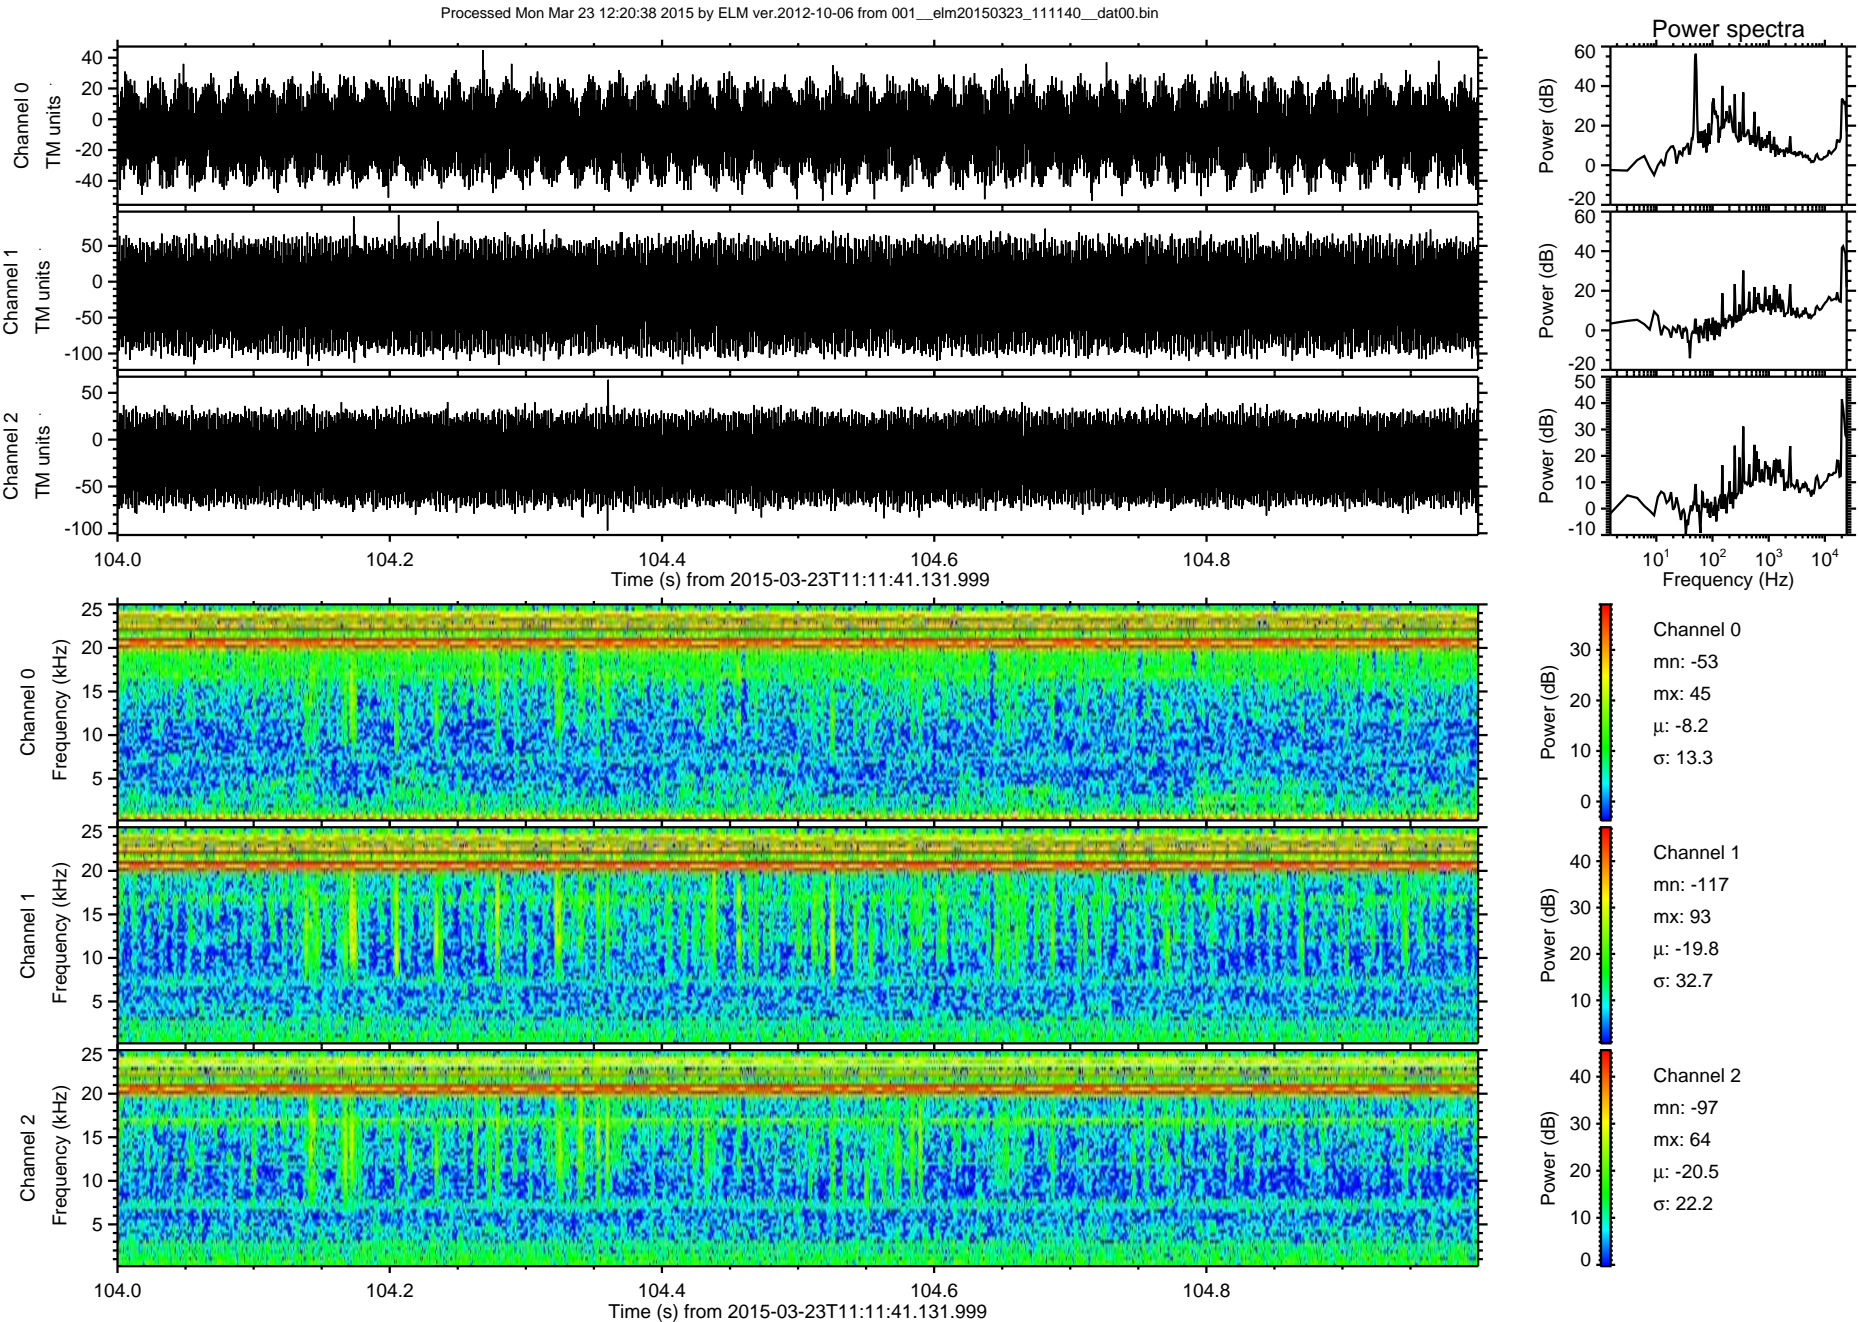 Processed Mon Mar 23 12:20:38 2015 by ELM ver.2012-10-06 from 001__elm20150323_111140__dat00.bin
Power spectra
Channel 0
TM units
40
20
0
-20
-40
Power (dB)
60
40
20
0
-20
Channel 1
TM units
50
0
-50
-100
Power (dB)
60
40
20
0
-20
Channel 2
TM units
50
0
-50
-100
Power (dB)
50
40
30
20
10
0
-10
104.0 104.2 104.4 104.6 104.8
Time (s) from 2015-03-23T11:11:41.131.999
10¹ 10² 10³ 10⁴
Frequency (Hz)
Channel 0
Frequency (kHz)
25
20
15
10
5
Power (dB)
30
20
10
0
Channel 0
mn: -53
mx: 45
μ: -8.2
σ: 13.3
Channel 1
Frequency (kHz)
25
20
15
10
5
Power (dB)
40
30
20
10
Channel 1
mn: -117
mx: 93
μ: -19.8
σ: 32.7
Channel 2
Frequency (kHz)
25
20
15
10
5
Power (dB)
40
30
20
10
0
Channel 2
mn: -97
mx: 64
μ: -20.5
σ: 22.2
104.0 104.2 104.4 104.6 104.8
Time (s) from 2015-03-23T11:11:41.131.999